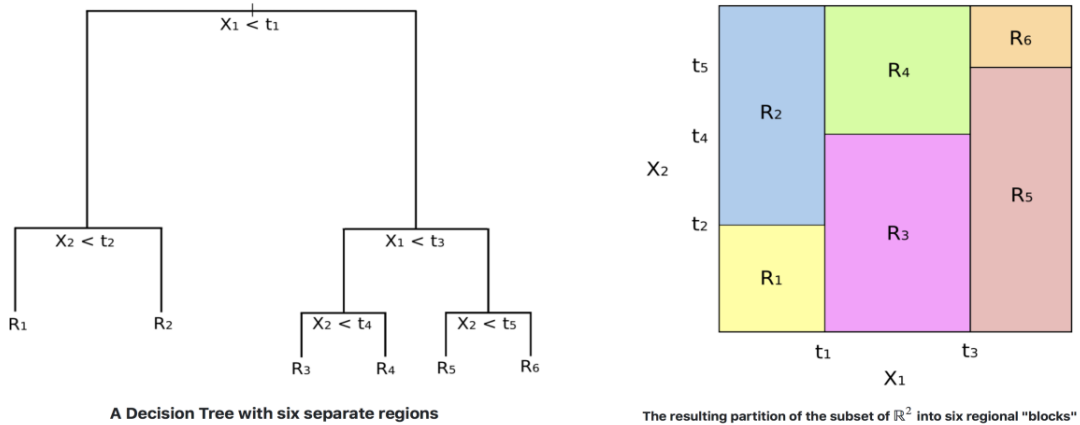 X₁ < t₁
X₂ < t₂
X₁ < t₃
R₁
R₂
X₂ < t₄
X₂ < t₅
R₃
R₄
R₅
R₆
A Decision Tree with six separate regions
R₆
t₅
R₄
R₂
t₄
X₂
R₅
t₂
R₃
R₁
t₁
t₃
X₁
The resulting partition of the subset of ℝ² into six regional "blocks"